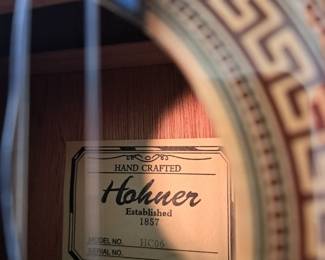 HAND CRAFTED
Hohner
Established
1857
MODEL NO. HC06
SERIAL NO.